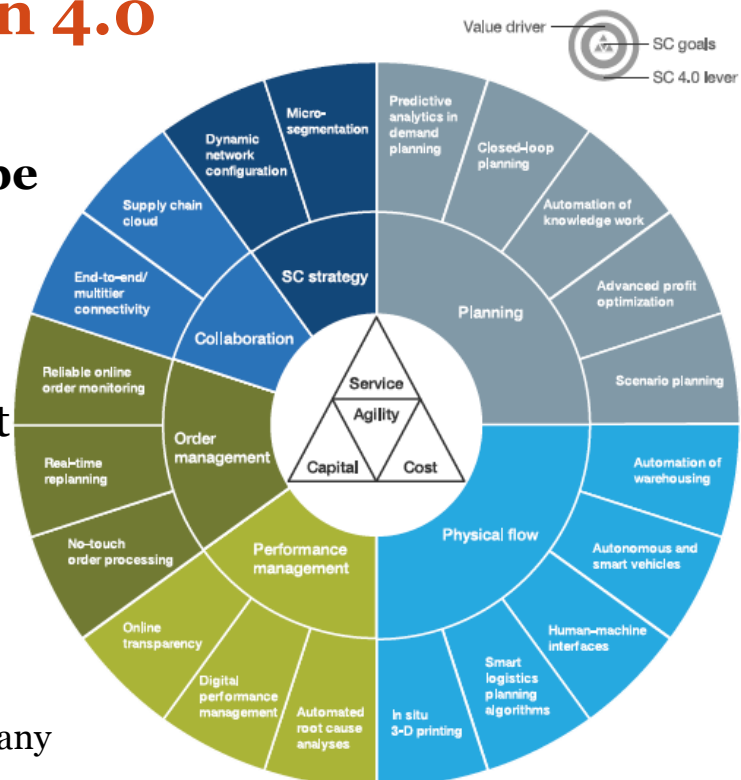 n 4.0
Value driver
SC goals
SC 4.0 lever
pe
t
any
Micro-
segmentation
Dynamic
network
configuration
Supply chain
cloud
End-to-end/
multitier
connectivity
Reliable online
order monitoring
Real-time
replanning
No-touch
order processing
Online
transparency
Digital
performance
management
Automated
root cause
analyses
Predictive
analytics in
demand
planning
Closed-loop
planning
Automation of
knowledge work
Advanced profit
optimization
Scenario planning
Automation of
warehousing
Autonomous and
smart vehicles
Human-machine
interfaces
Smart
logistics
planning
algorithms
In situ
3-D printing
SC strategy
Collaboration
Order
management
Performance
management
Planning
Physical flow
Service
Agility
Capital
Cost